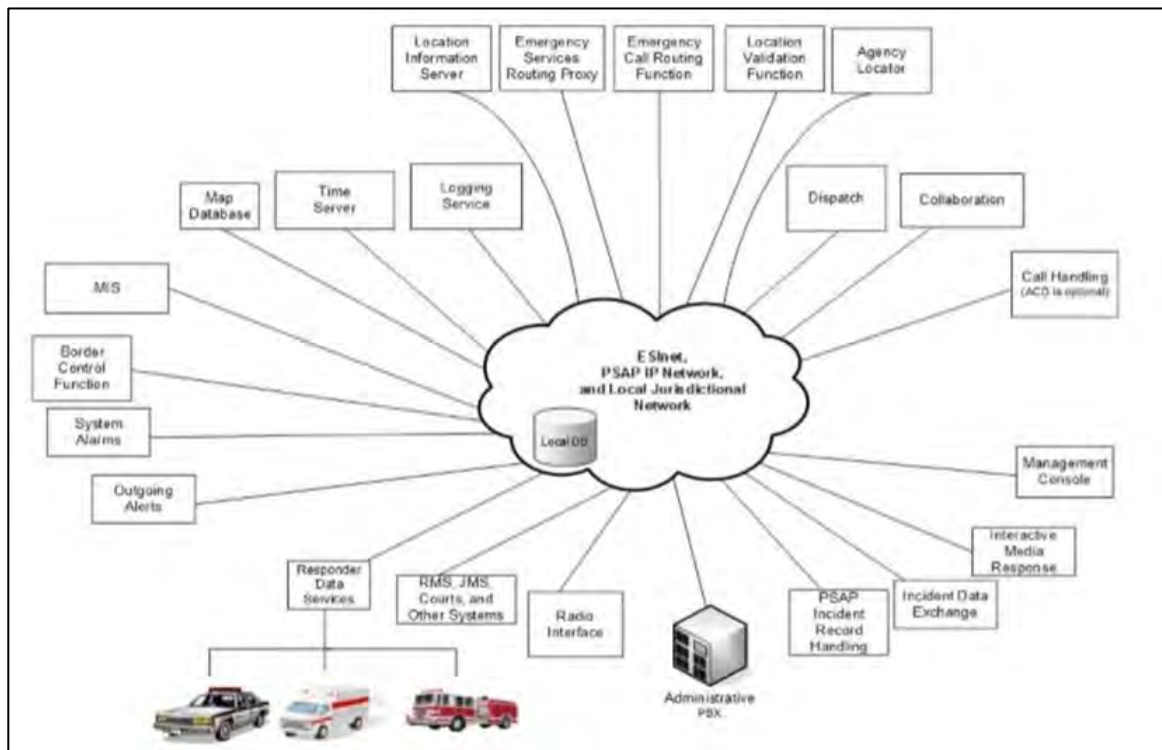 Location
Information
Server
Emergency
Services
Routing Proxy
Emergency
Call Routing
Function
Location
Validation
Function
Agency
Locator
Map
Database
Time
Server
Logging
Service
Dispatch
Collaboration
MIS
Call Handling
(ACD is optional)
Border
Control
Function
ESInet,
PSAP IP Network,
and Local Jurisdictional
Network
System
Alarms
Local DB
Outgoing
Alerts
Management
Console
Interactive
Media
Response
Responder
Data
Services
RMS, JMS,
Courts, and
Other Systems
Radio
Interface
PSAP
Incident
Record
Handling
Incident Data
Exchange
Administrative
PBX